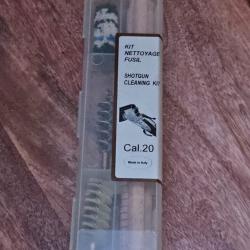 KIT
NETTOYAGE
FUSIL
SHOTGUN
CLEANING KIT
Cal.20
Made in Italy